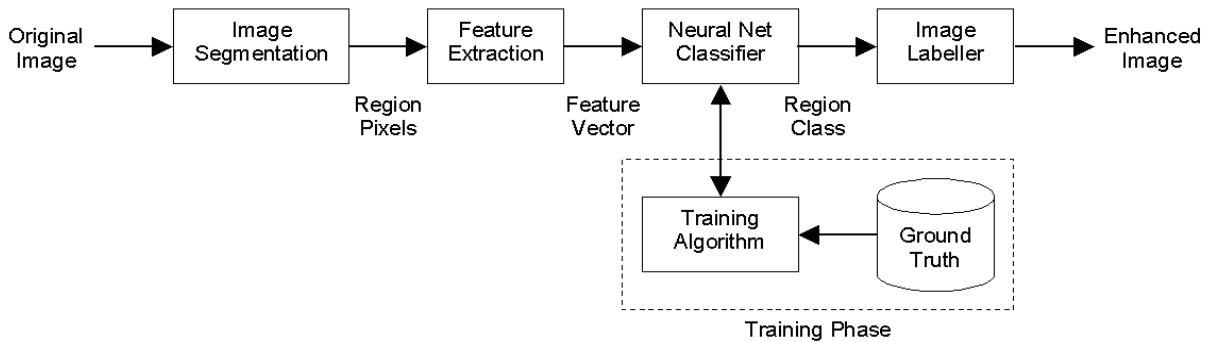 Original
Image
Image
Segmentation
Feature
Extraction
Neural Net
Classifier
Image
Labeller
Enhanced
Image
Region
Pixels
Feature
Vector
Region
Class
Training
Algorithm
Ground
Truth
Training Phase